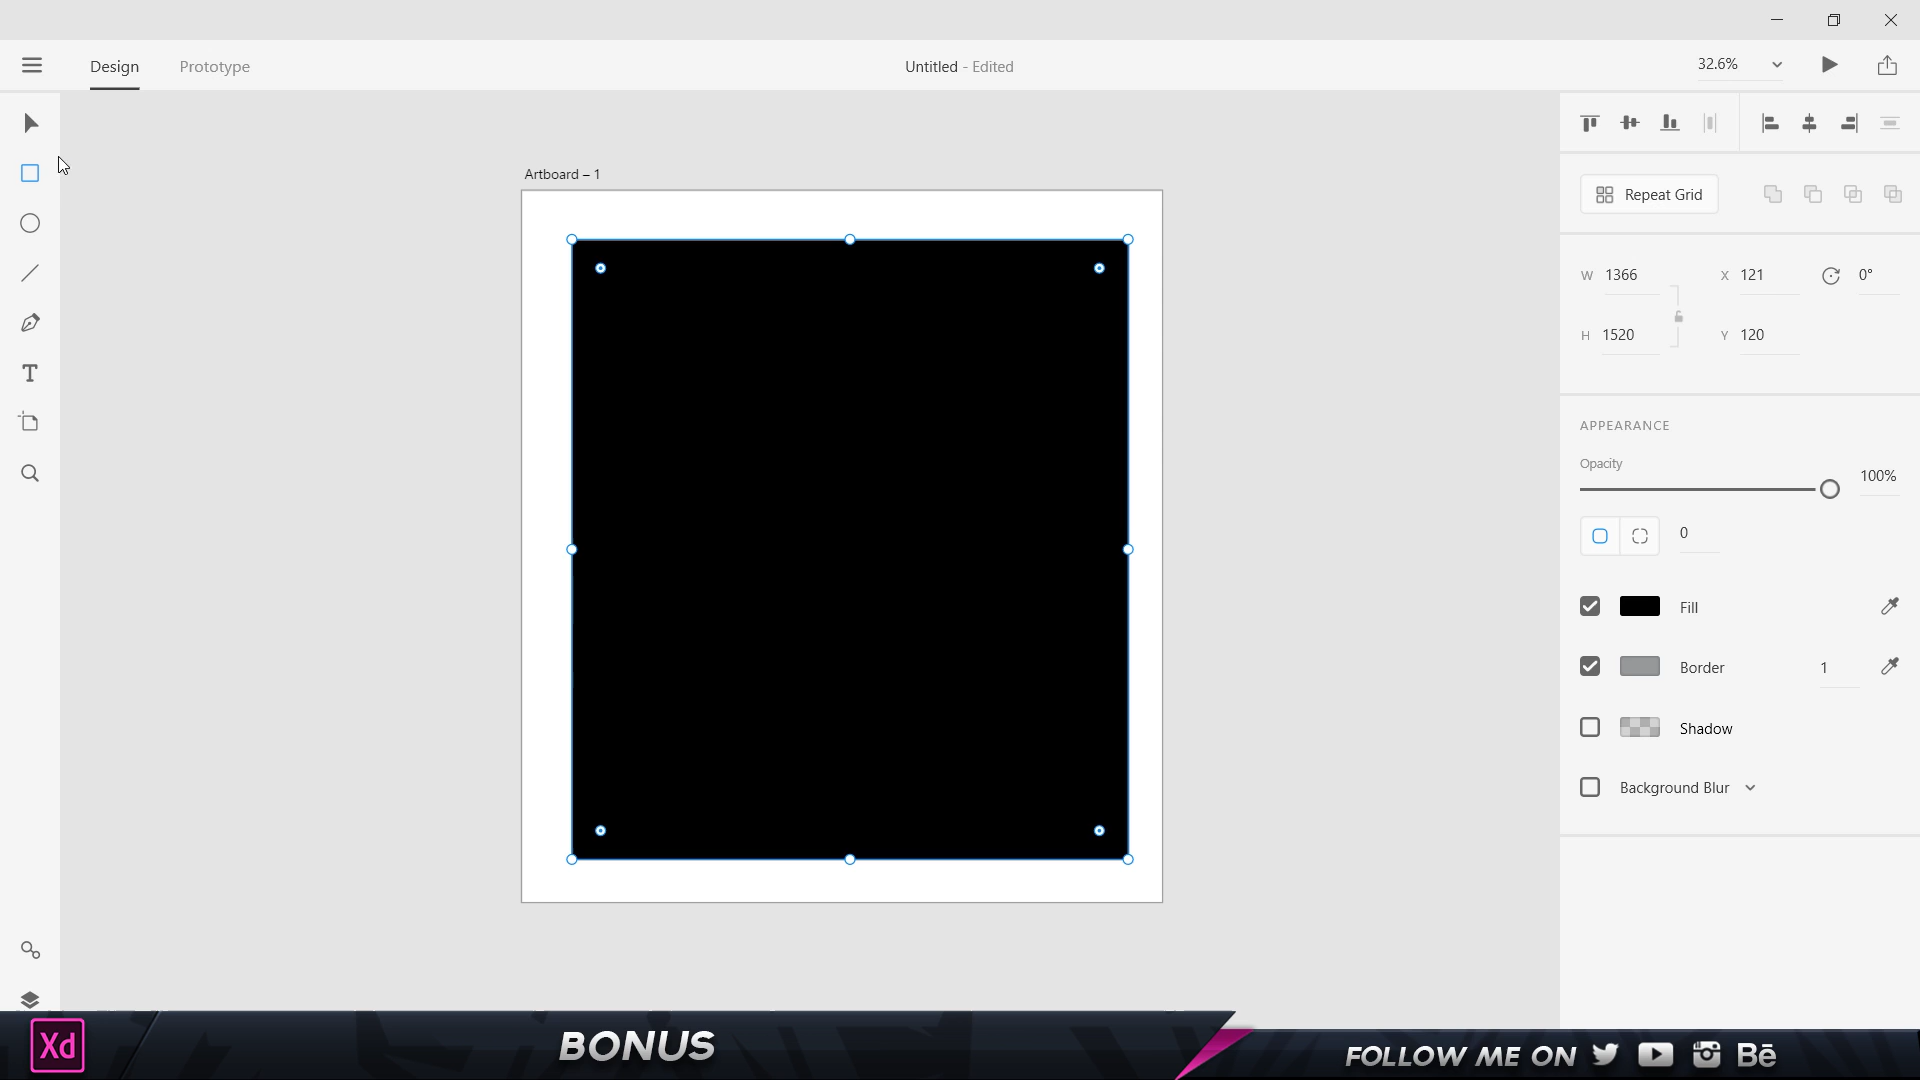 Design
Prototype
Untitled - Edited
32.6%
Artboard – 1
Repeat Grid
W 1366
X 121
0°
H 1520
Y 120
APPEARANCE
Opacity
100%
0
Fill
Border
1
Shadow
Background Blur
Xd
BONUS
FOLLOW ME ON
Bē